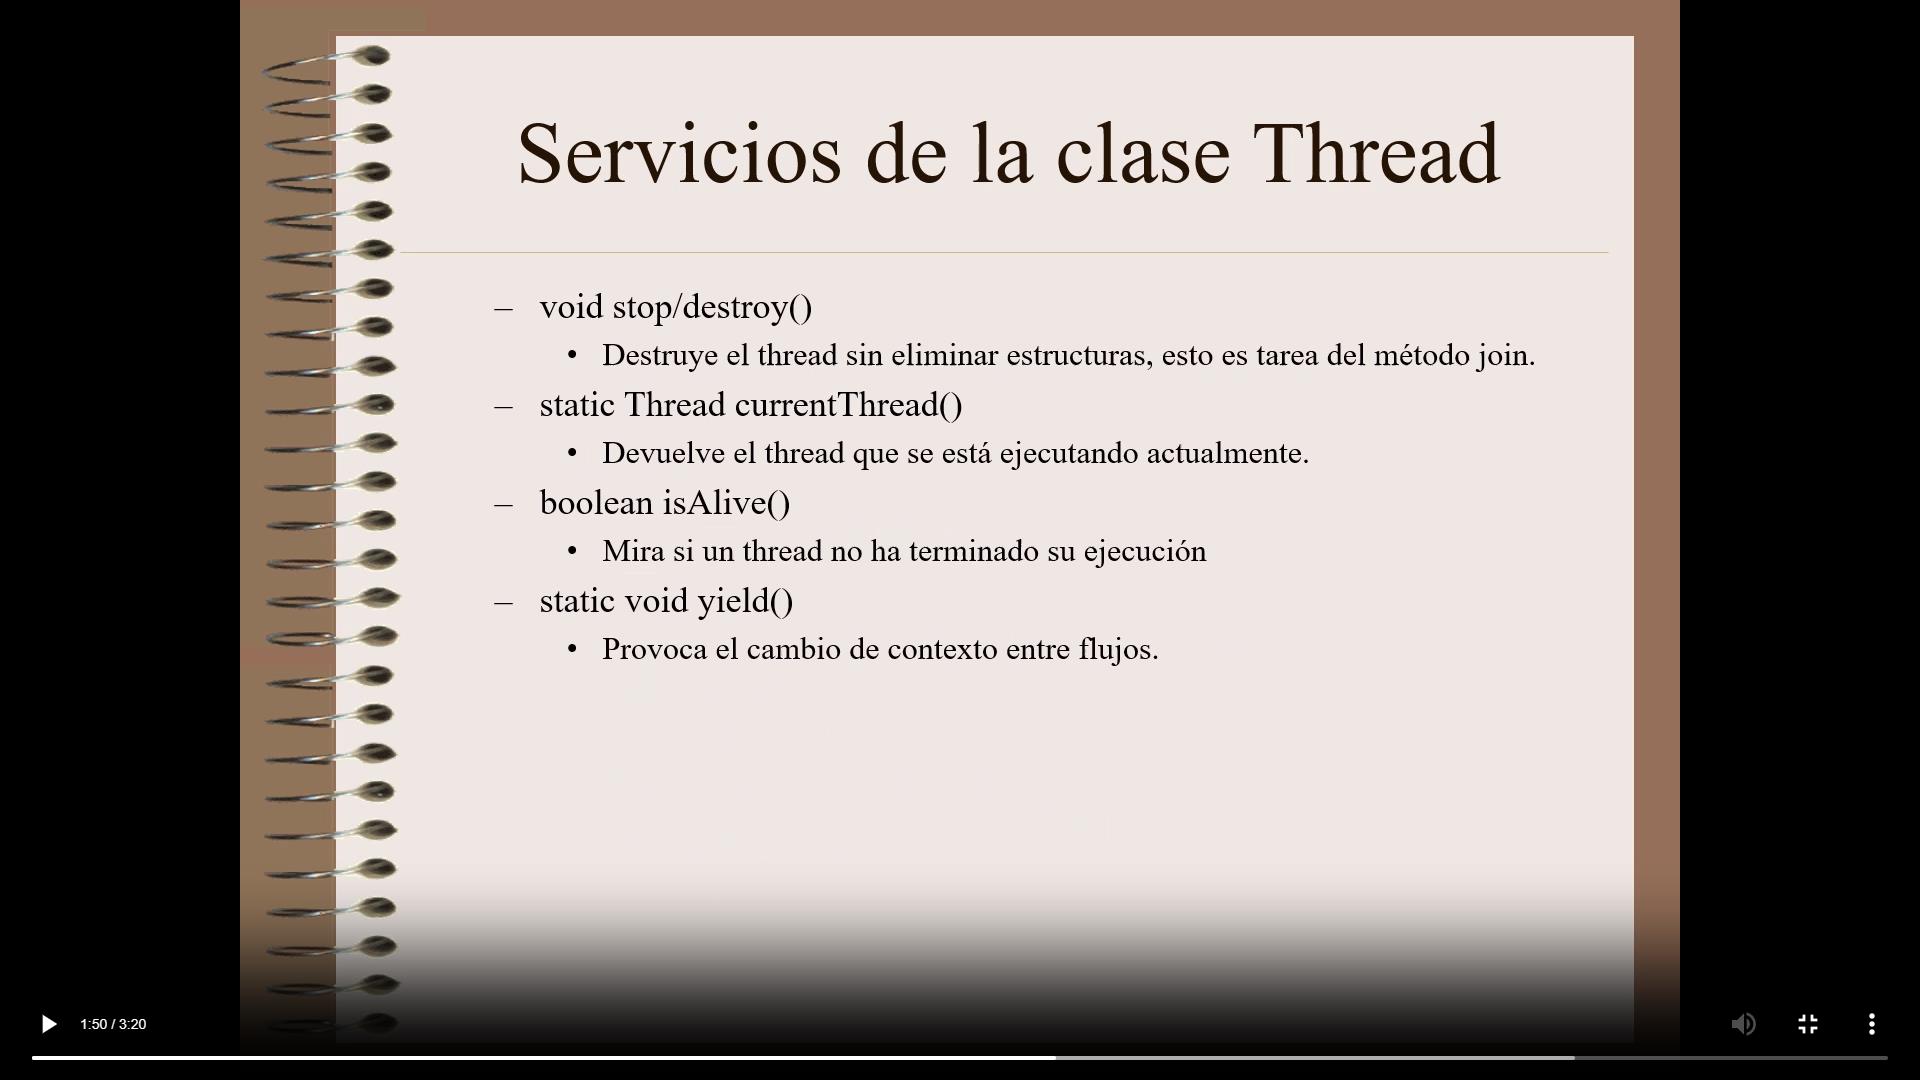 Servicios de la clase Thread
– void stop/destroy()
• Destruye el thread sin eliminar estructuras, esto es tarea del método join.
– static Thread currentThread()
• Devuelve el thread que se está ejecutando actualmente.
– boolean isAlive()
• Mira si un thread no ha terminado su ejecución
– static void yield()
• Provoca el cambio de contexto entre flujos.
1:50 / 3:20